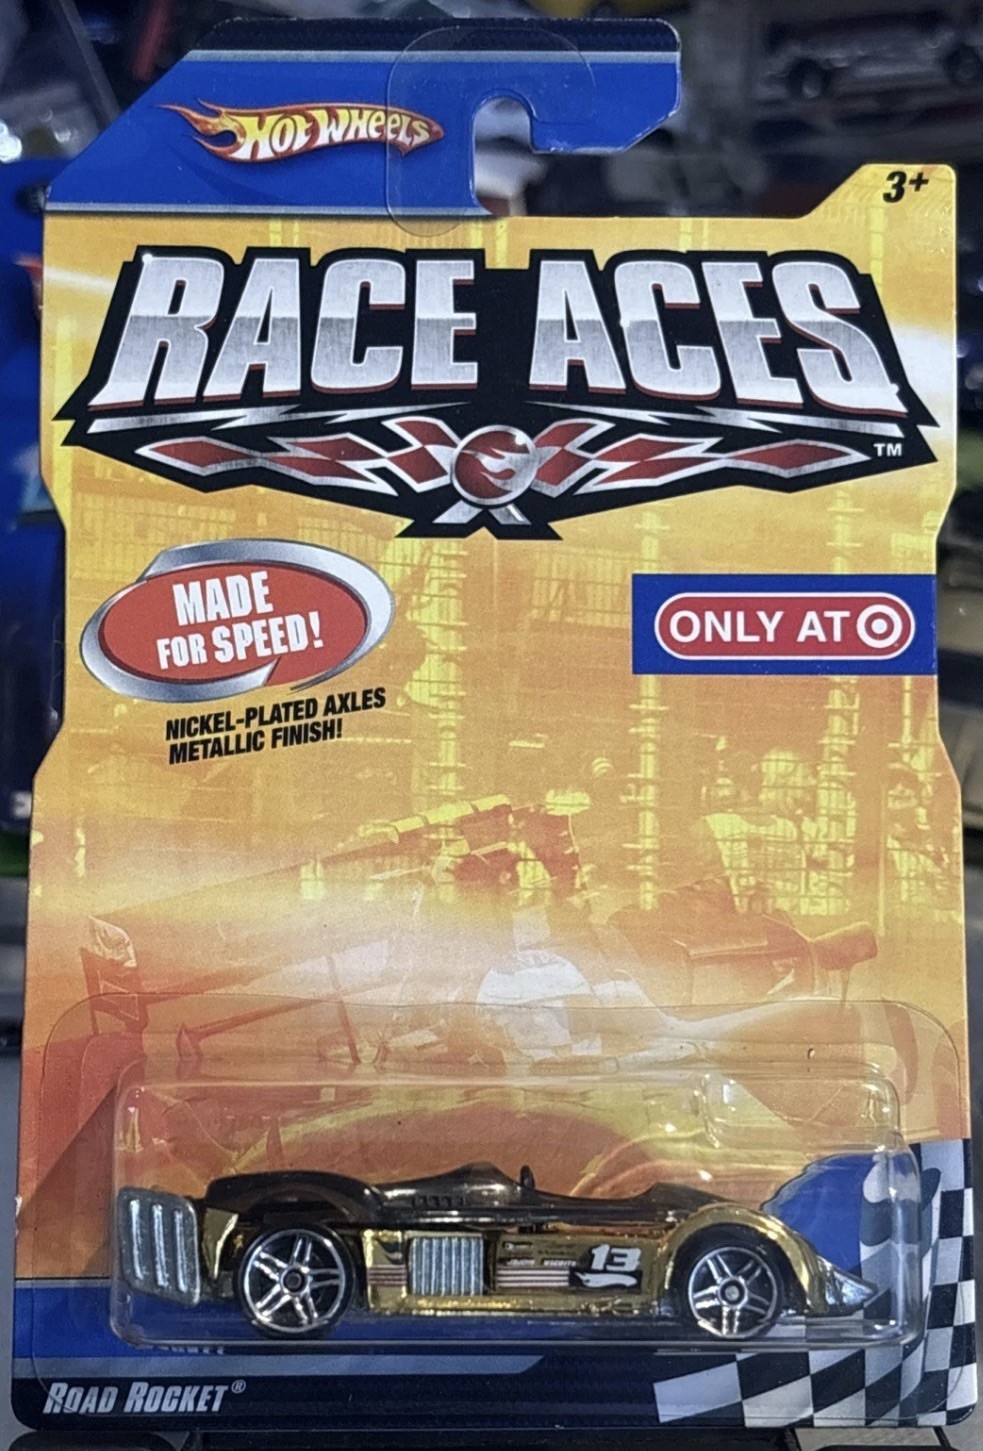 HOT WHEELS
3+
RACE ACES
TM
MADE
FOR SPEED!
ONLY AT
NICKEL-PLATED AXLES
METALLIC FINISH!
13
ROAD ROCKET®